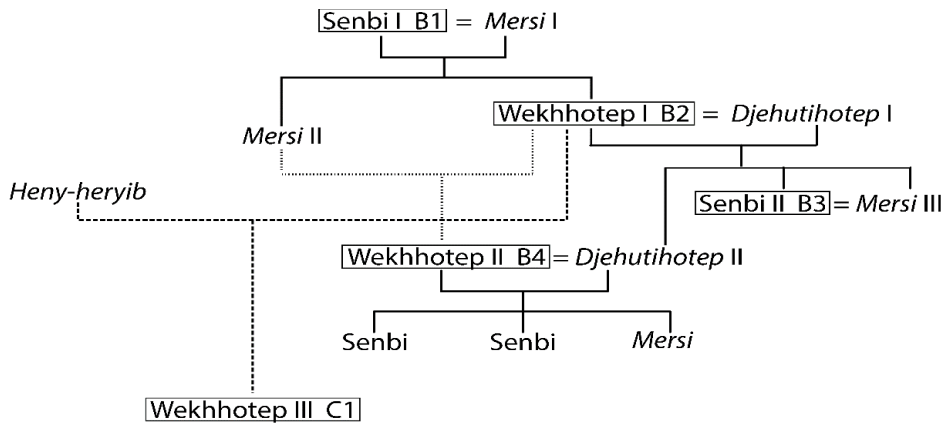 Senbi I B1 = Mersi I
Wekhhotep I B2 = Djehutihotep I
Mersi II
Heny-heryib
Senbi II B3 = Mersi III
Wekhhotep II B4 = Djehutihotep II
Senbi Senbi Mersi
Wekhhotep III C1